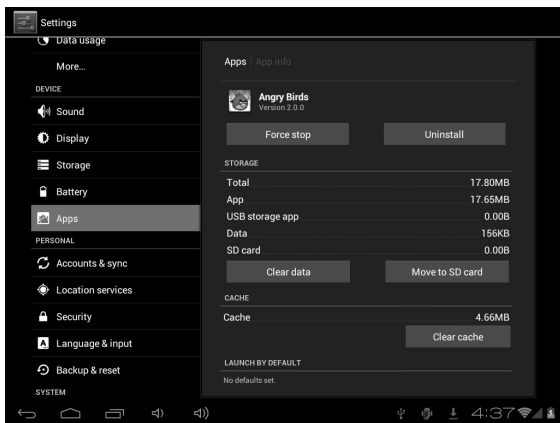 Settings
Data usage
More...
DEVICE
Sound
Display
Storage
Battery
Apps
PERSONAL
Accounts & sync
Location services
Security
A Language & input
Backup & reset
SYSTEM
Apps App info
Angry Birds
Version 2.0.0
Force stop Uninstall
STORAGE
Total 17.80MB
App 17.65MB
USB storage app 0.00B
Data 156KB
SD card 0.00B
Clear data Move to SD card
CACHE
Cache 4.66MB
Clear cache
LAUNCH BY DEFAULT
No defaults set.
4:37